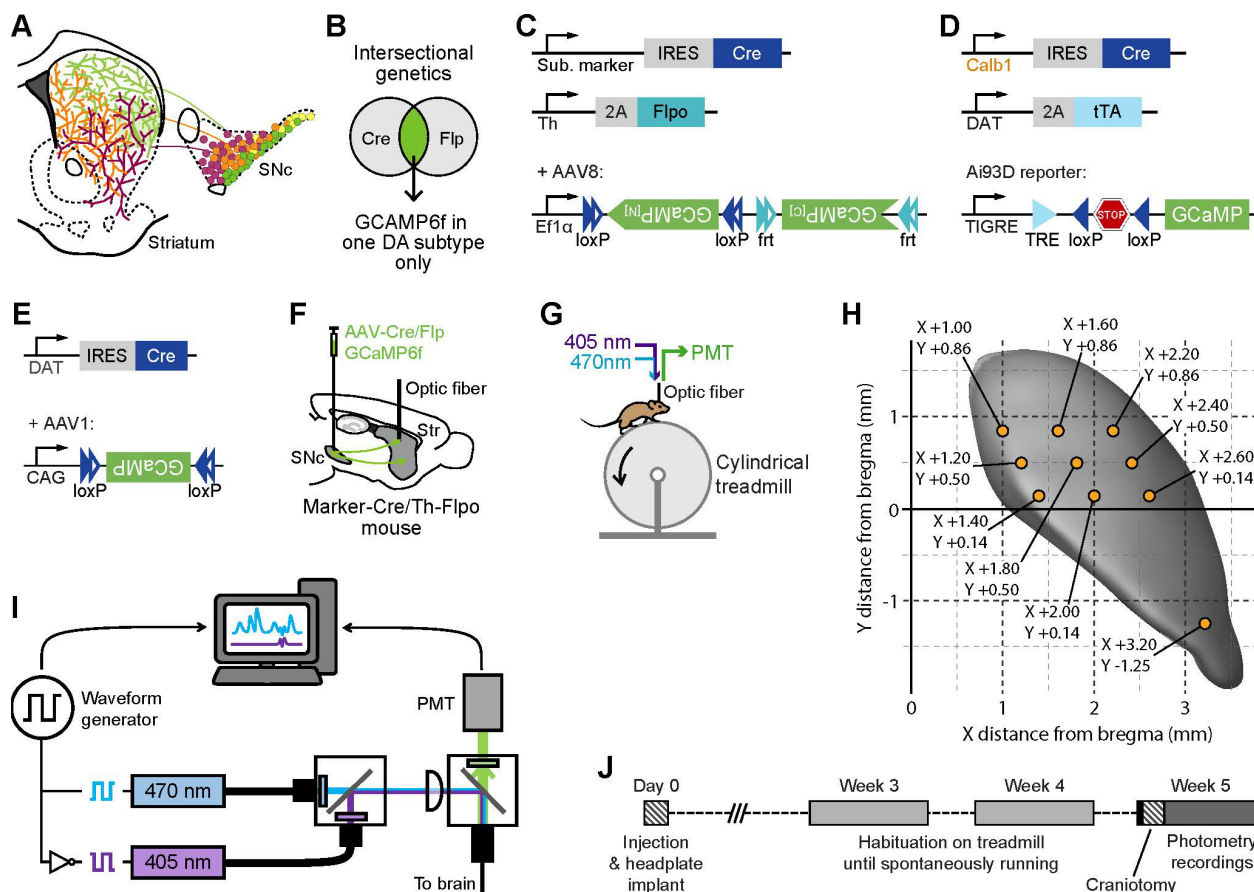 A
Striatum
SNc
B
Intersectional
genetics
Cre
Flp
GCAMP6f in
one DA subtype
only
C
Sub. marker
IRES
Cre
Th
2A
Flpo
+ AAV8:
Ef1α
loxP
GCaMP[N]
loxP
frt
GCaMP[C]
frt
D
Calb1
IRES
Cre
DAT
2A
tTA
Ai93D reporter:
TIGRE
TRE
loxP
STOP
loxP
GCaMP
E
DAT
IRES
Cre
+ AAV1:
CAG
loxP
GCaMP
loxP
F
AAV-Cre/Flp
GCaMP6f
Optic fiber
Str
SNc
Marker-Cre/Th-Flpo
mouse
G
405 nm
470nm
PMT
Optic fiber
Cylindrical
treadmill
H
X +1.00
Y +0.86
X +1.60
Y +0.86
X +2.20
Y +0.86
X +2.40
Y +0.50
X +2.60
Y +0.14
X +1.20
Y +0.50
X +1.40
Y +0.14
X +1.80
Y +0.50
X +2.00
Y +0.14
X +3.20
Y -1.25
Y distance from bregma (mm)
1
0
-1
0
1
2
3
X distance from bregma (mm)
I
Waveform
generator
470 nm
405 nm
PMT
To brain
J
Day 0
Week 3
Week 4
Week 5
Injection
& headplate
implant
Habituation on treadmill
until spontaneously running
Photometry
recordings
Craniotomy